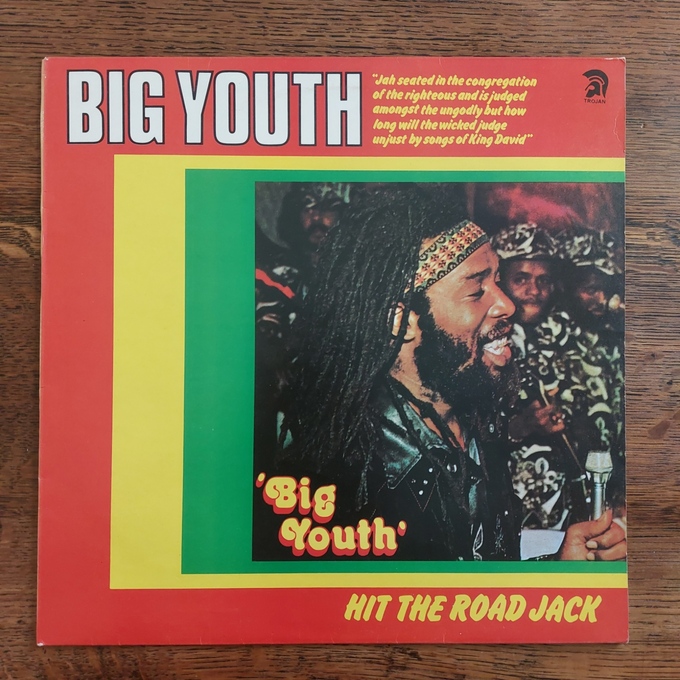 BIG YOUTH
"Jah seated in the congregation
of the righteous and is judged
amongst the ungodly but how
long will the wicked judge
unjust by songs of King David"
TROJAN
'Big
Youth'
HIT THE ROAD JACK